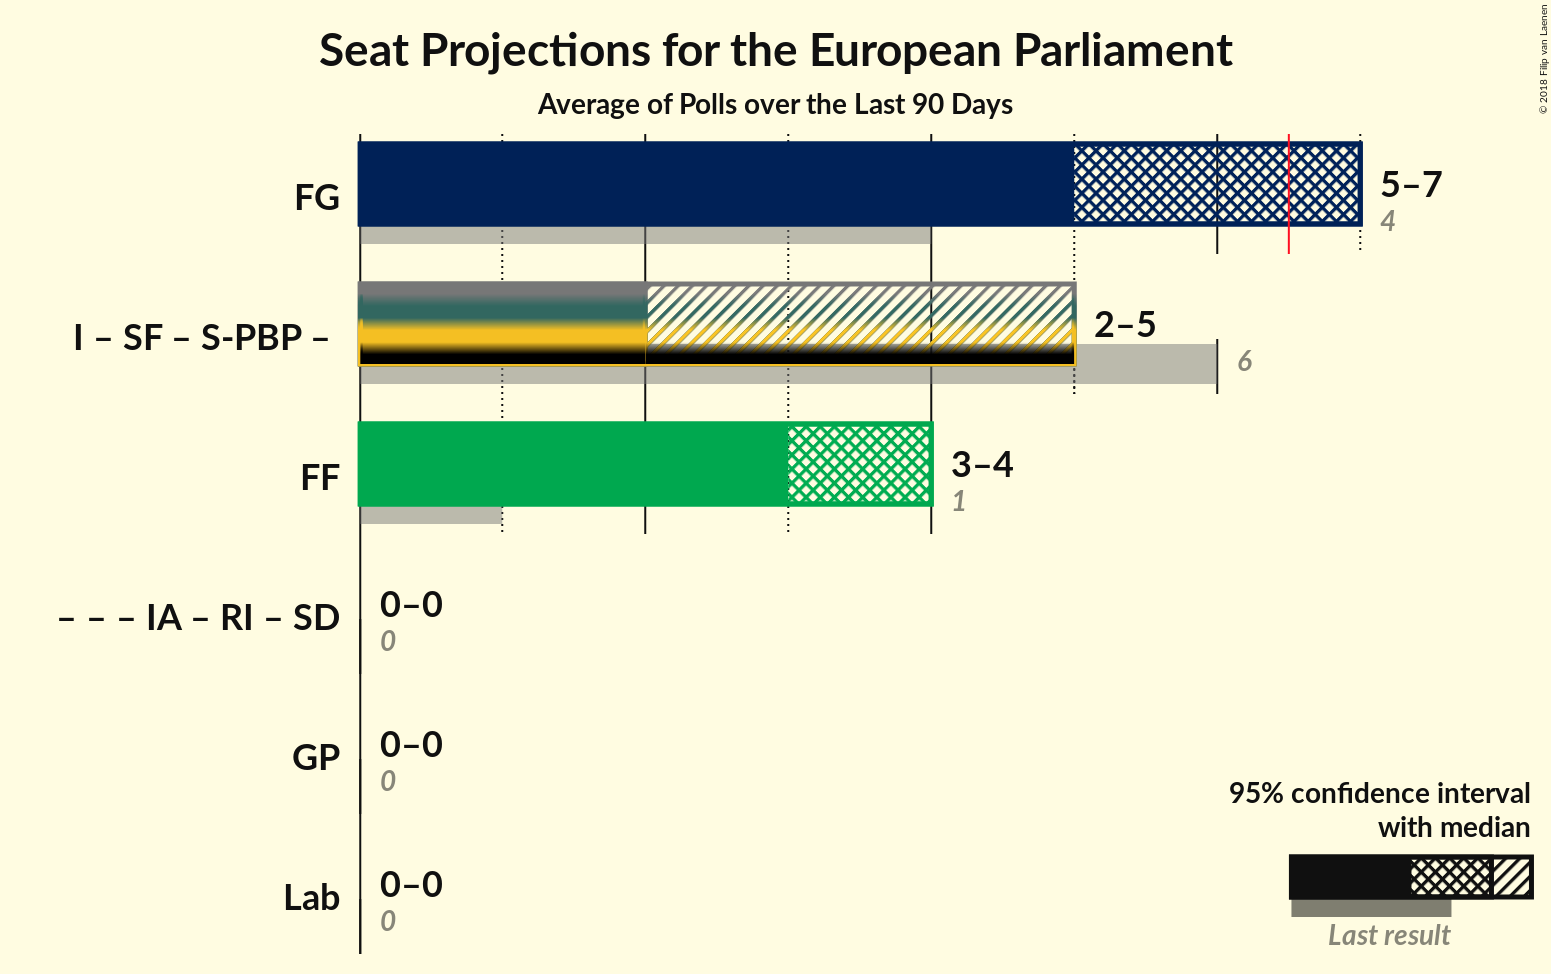 Seat Projections for the European Parliament
Average of Polls over the Last 90 Days
© 2018 Filip van Laenen
FG
5–7
4
I – SF – S-PBP –
2–5
6
FF
3–4
1
– – – IA – RI – SD
0–0
0
GP
0–0
0
Lab
0–0
0
95% confidence interval
with median
Last result